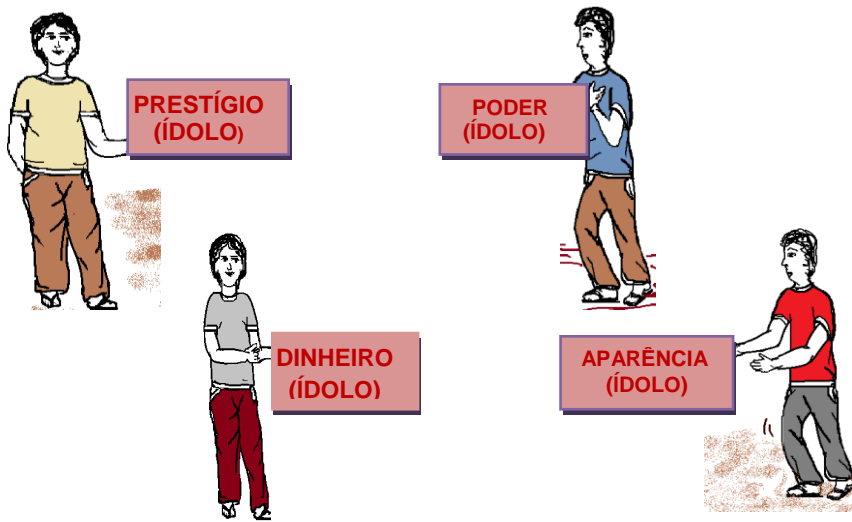 PRESTÍGIO
(ÍDOLO)
PODER
(ÍDOLO)
DINHEIRO
(ÍDOLO)
APARÊNCIA
(ÍDOLO)